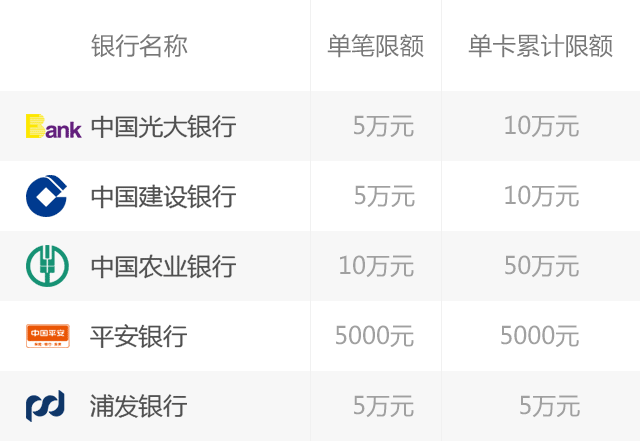 银行名称 单笔限额 单卡累计限额
Bank 中国光大银行 5万元 10万元
中国建设银行 5万元 10万元
中国农业银行 10万元 50万元
中国平安 平安银行 5000元 5000元
浦发银行 5万元 5万元